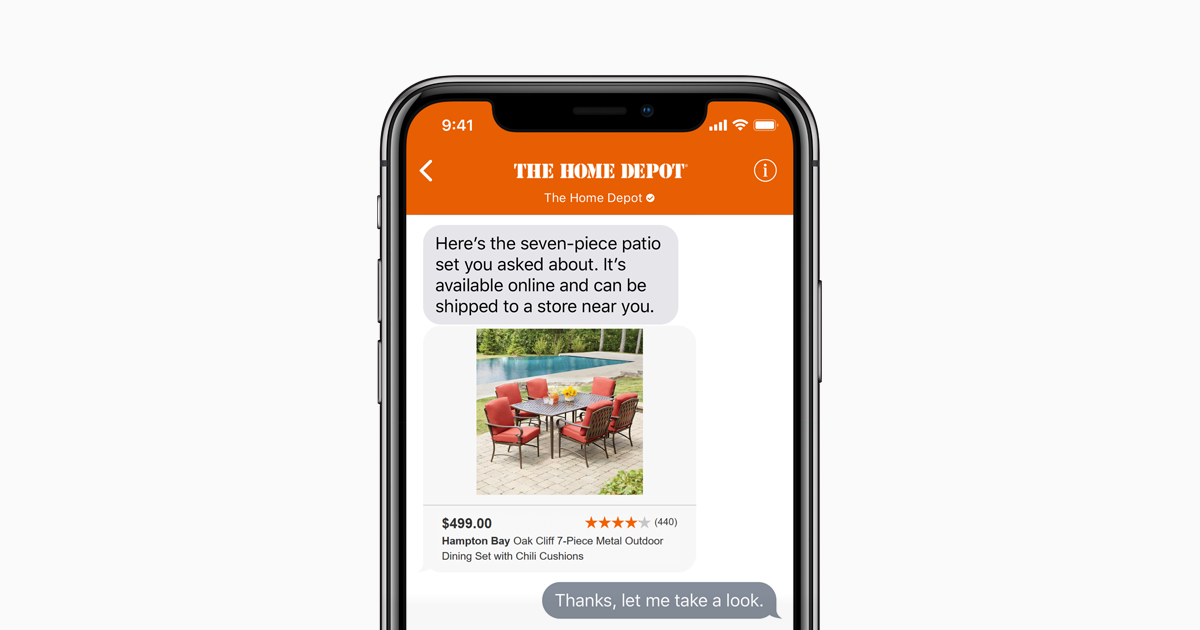 9:41
THE HOME DEPOT
The Home Depot
Here’s the seven-piece patio
set you asked about. It’s
available online and can be
shipped to a store near you.
$499.00 (440)
Hampton Bay Oak Cliff 7-Piece Metal Outdoor
Dining Set with Chili Cushions
Thanks, let me take a look.